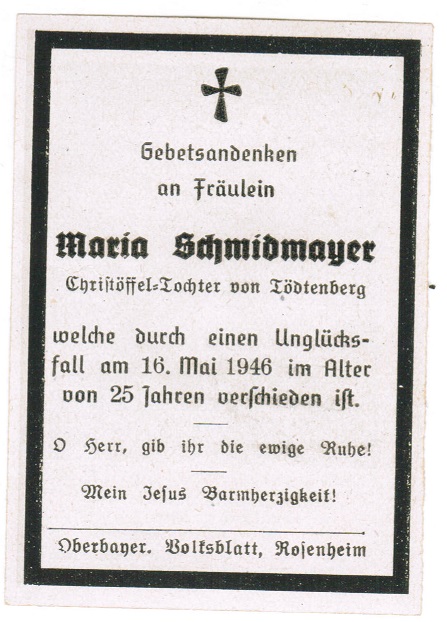 Gebetsandenken
an Fräulein
Maria Schmidmayer
Christöffel-Tochter von Tödtenberg
welche durch einen Unglücks-
fall am 16. Mai 1946 im Alter
von 25 Jahren verschieden ist.
O Herr, gib ihr die ewige Ruhe!
Mein Jesus Barmherzigkeit!
Oberbayer. Volksblatt, Rosenheim